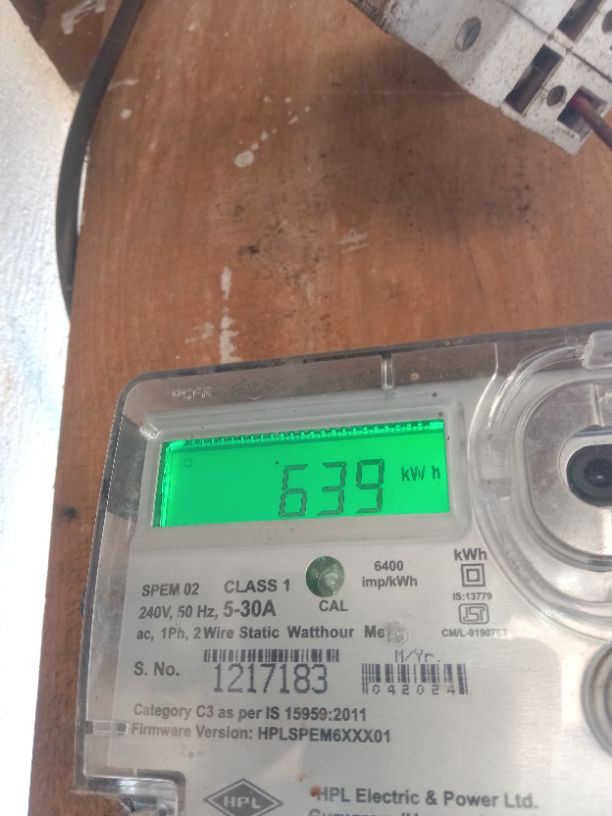 639 kWh
SPEM 02 CLASS 1
6400
imp/kWh
kWh
240V, 50 Hz, 5-30A
CAL
IS:13779
ac, 1Ph, 2 Wire Static Watthour
S. No. 1217183
M/Yr.
042024
Category C3 as per IS 15959:2011
Firmware Version: HPLSPEM6XXX01
HPL
HPL Electric & Power Ltd.